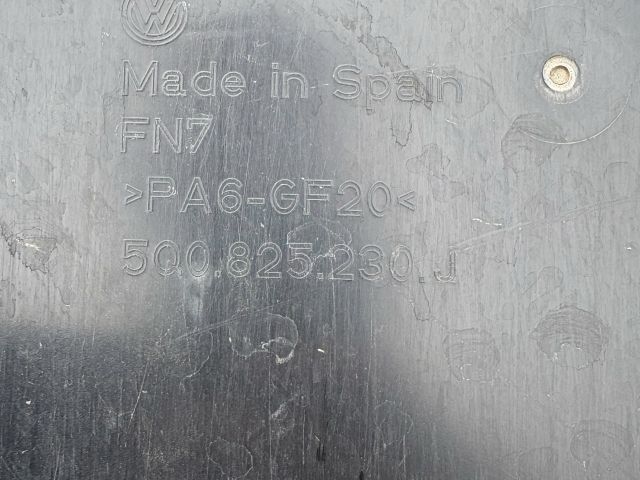 Made in Spain
FN7
>PA6-GF20<
5Q0.825.230.J